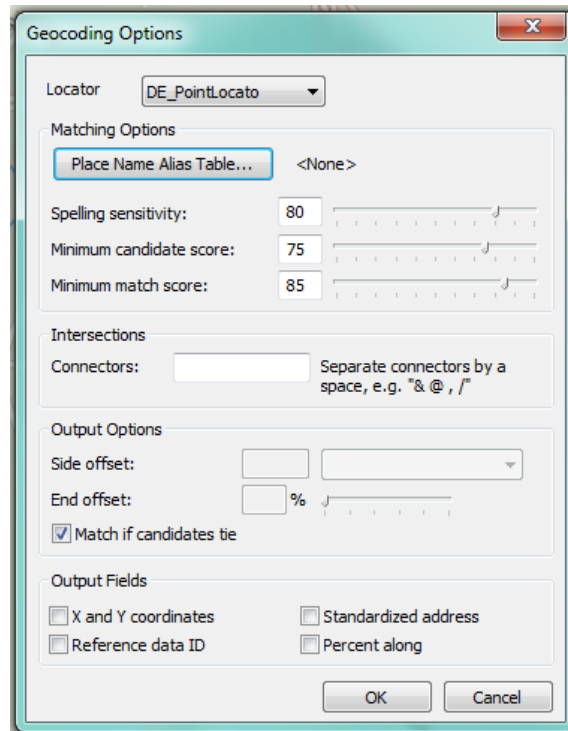 Geocoding Options
Locator DE_PointLocato
Matching Options
Place Name Alias Table... <None>
Spelling sensitivity: 80
Minimum candidate score: 75
Minimum match score: 85
Intersections
Connectors: Separate connectors by a
space, e.g. "& @ , /"
Output Options
Side offset:
End offset: %
Match if candidates tie
Output Fields
X and Y coordinates Standardized address
Reference data ID Percent along
OK Cancel